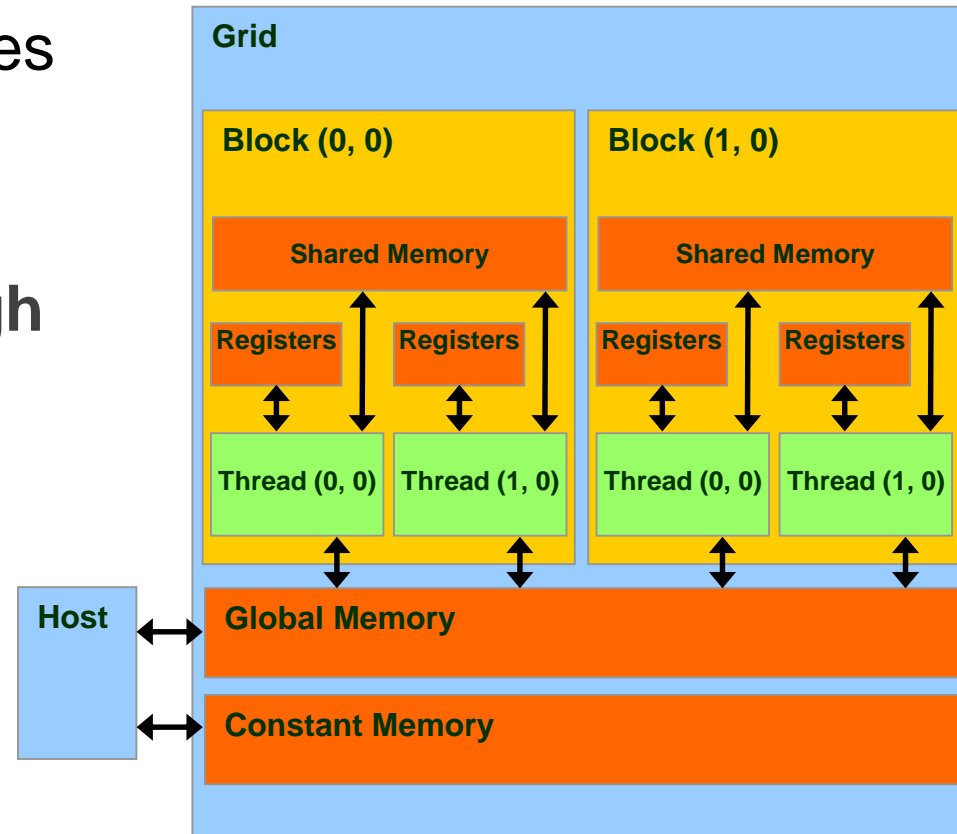 es
gh
Grid
Block (0, 0)
Block (1, 0)
Shared Memory
Shared Memory
Registers
Registers
Registers
Registers
Thread (0, 0)
Thread (1, 0)
Thread (0, 0)
Thread (1, 0)
Host
Global Memory
Constant Memory